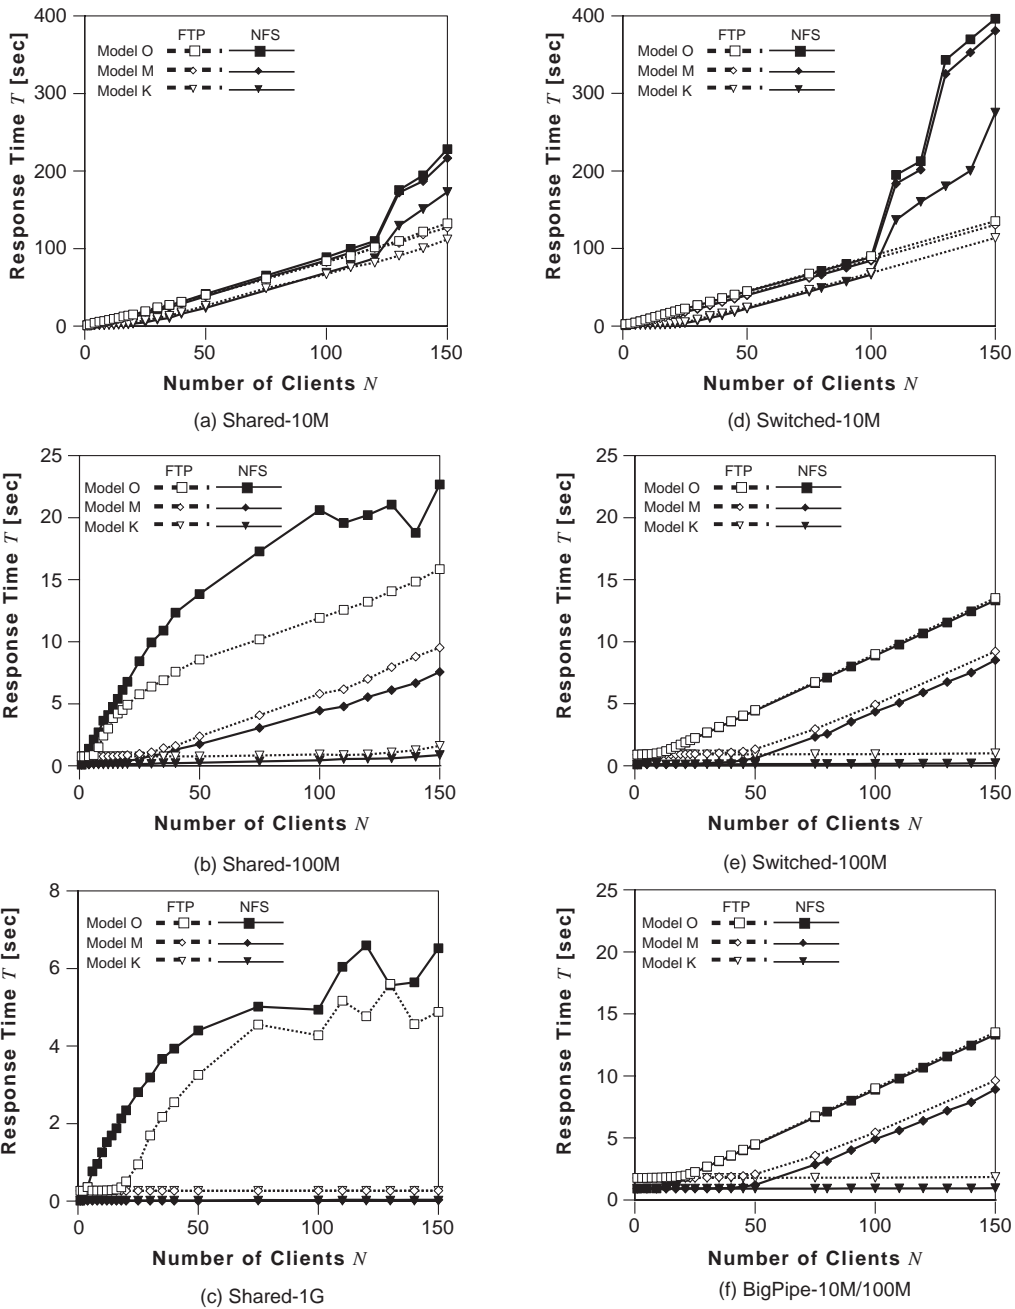 400
300
200
100
0
Response Time T [sec]
FTP NFS
Model O
Model M
Model K
0 50 100 150
Number of Clients N
(a) Shared-10M
400
300
200
100
0
Response Time T [sec]
FTP NFS
Model O
Model M
Model K
0 50 100 150
Number of Clients N
(d) Switched-10M
25
20
15
10
5
0
Response Time T [sec]
FTP NFS
Model O
Model M
Model K
0 50 100 150
Number of Clients N
(b) Shared-100M
25
20
15
10
5
0
Response Time T [sec]
FTP NFS
Model O
Model M
Model K
0 50 100 150
Number of Clients N
(e) Switched-100M
8
6
4
2
0
Response Time T [sec]
FTP NFS
Model O
Model M
Model K
0 50 100 150
Number of Clients N
(c) Shared-1G
25
20
15
10
5
0
Response Time T [sec]
FTP NFS
Model O
Model M
Model K
0 50 100 150
Number of Clients N
(f) BigPipe-10M/100M